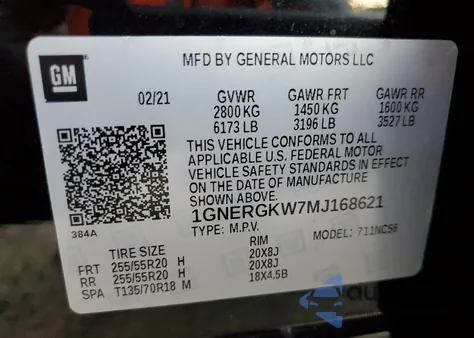 GM
MFD BY GENERAL MOTORS LLC
02/21 GVWR GAWR FRT GAWR RR
2800 KG 1450 KG 1600 KG
6173 LB 3196 LB 3527 LB
THIS VEHICLE CONFORMS TO ALL
APPLICABLE U.S. FEDERAL MOTOR
VEHICLE SAFETY STANDARDS IN EFFECT
ON THE DATE OF MANUFACTURE
1GNERGKW7MJ168621
384A
TYPE: M.P.V. MODEL: 711NC56
TIRE SIZE RIM
FRT 255/55R20 H 20X8J
RR 255/55R20 H 20X8J
SPA T135/70R18 M 18X4.5B